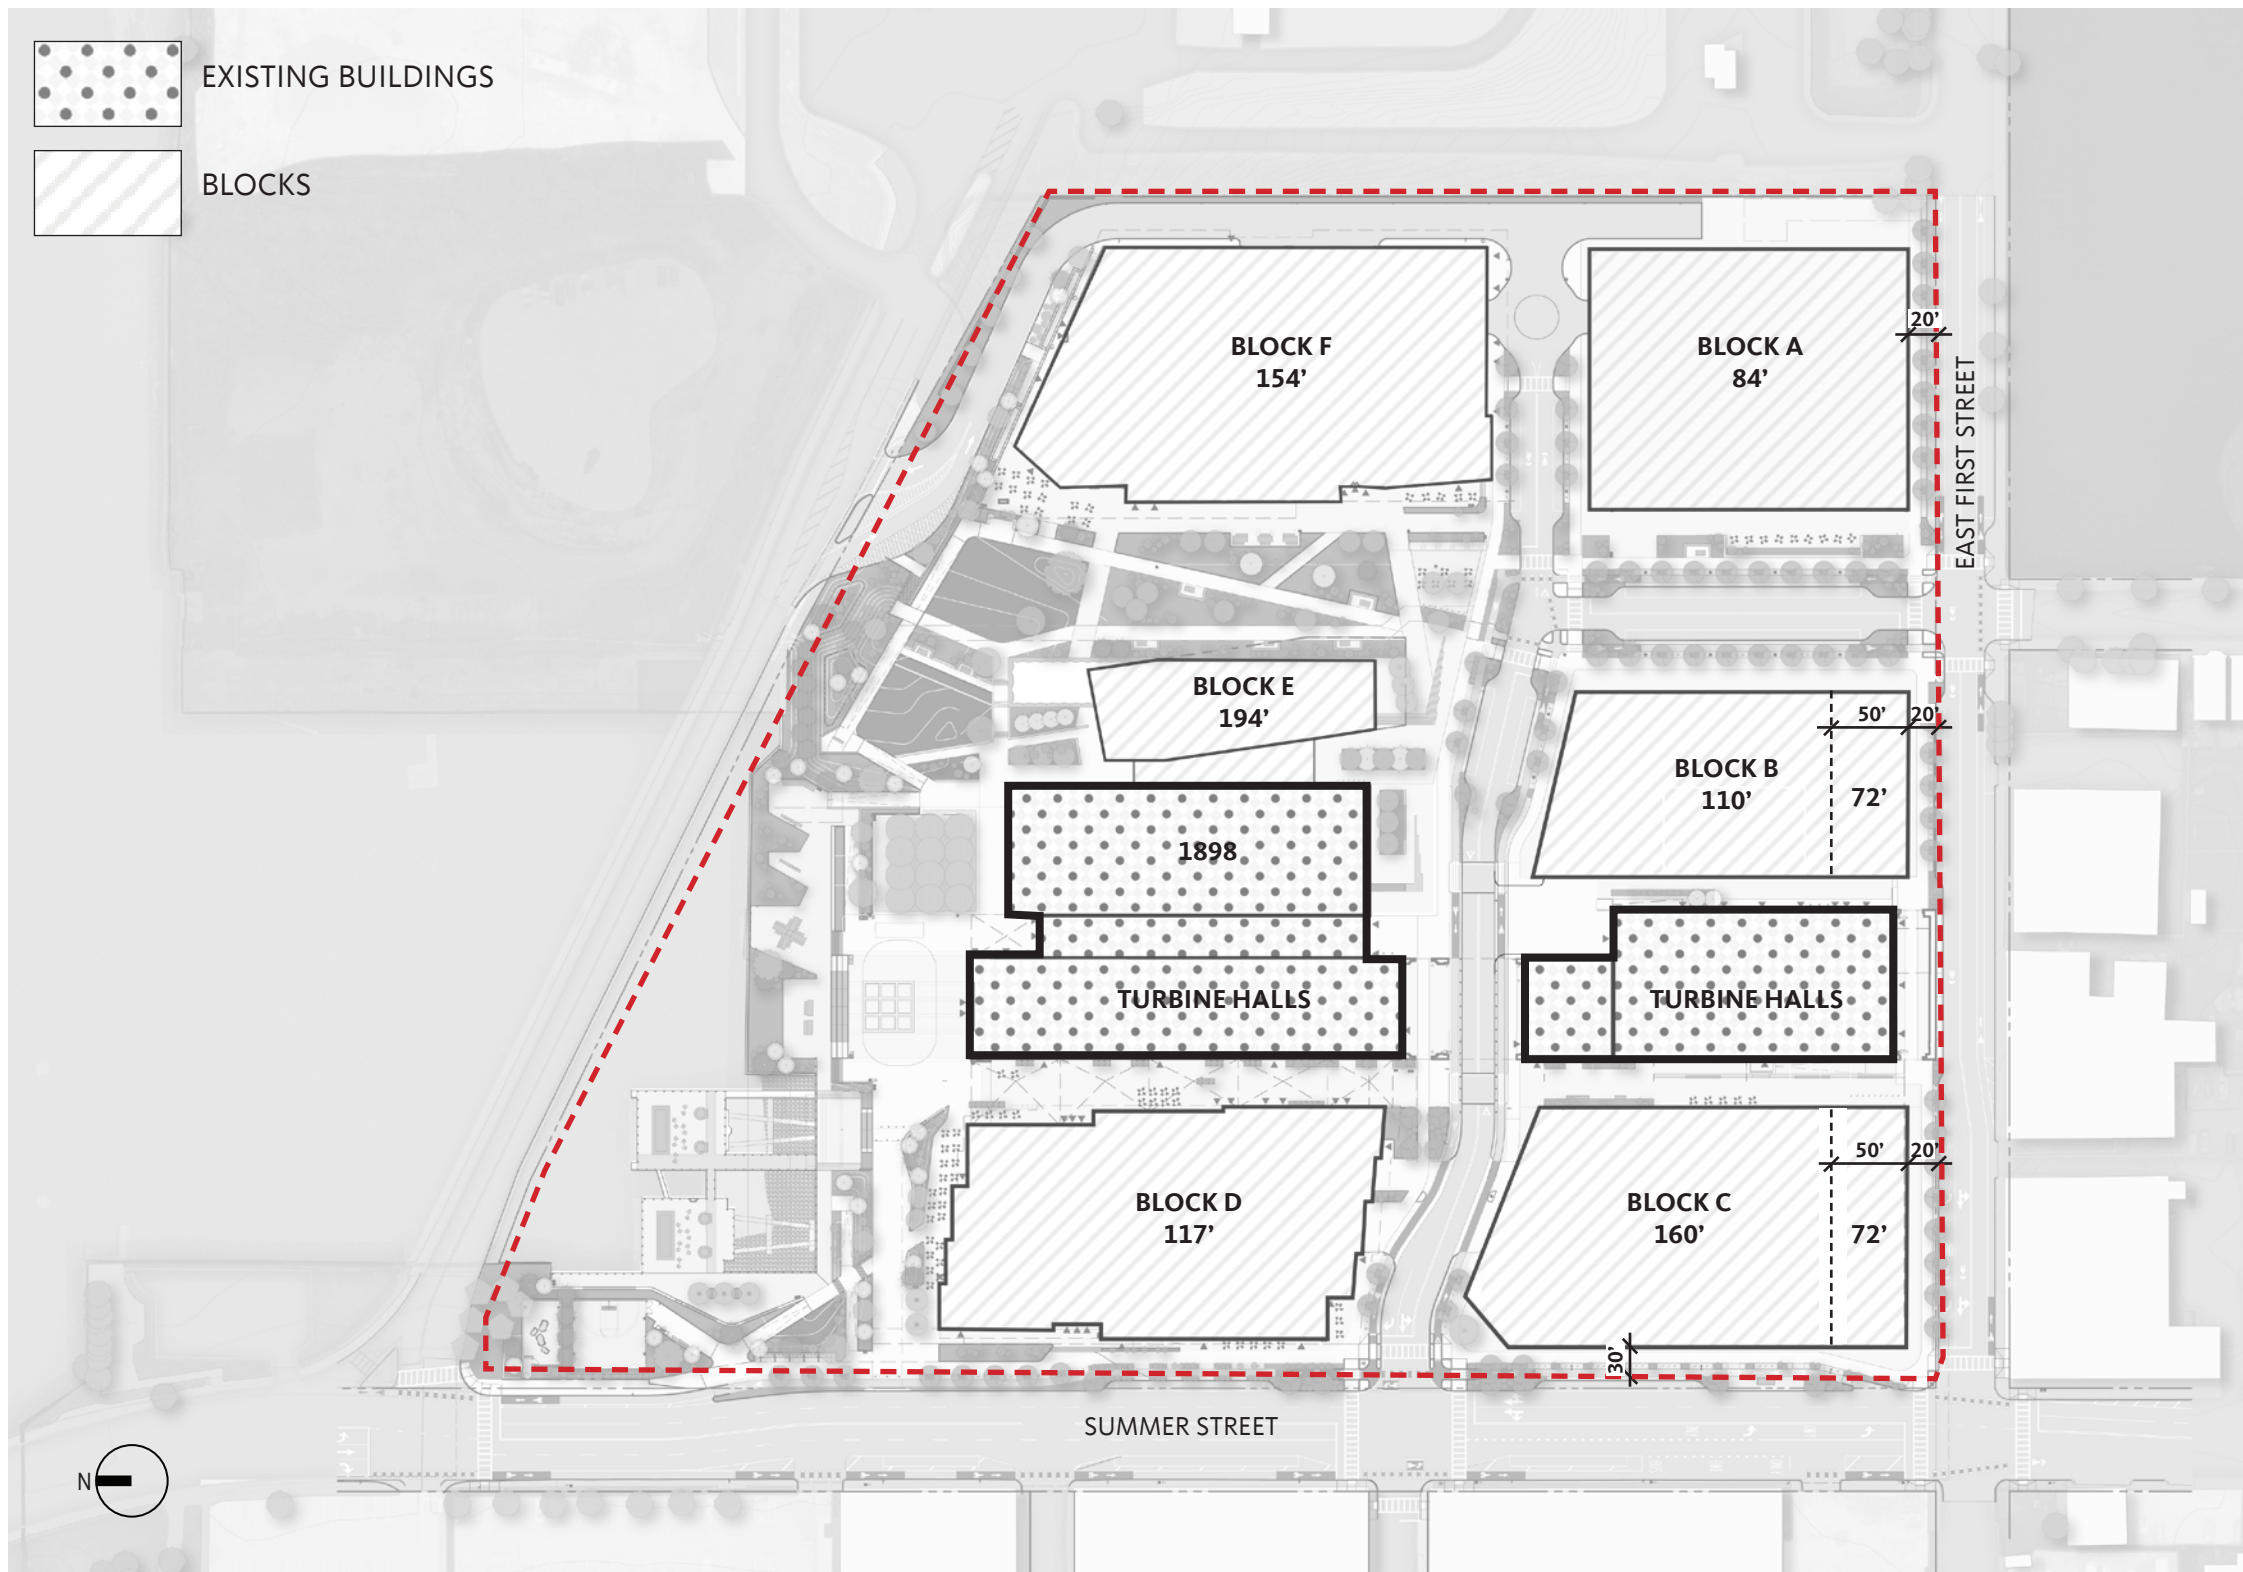 EXISTING BUILDINGS
BLOCKS
BLOCK F
154’
BLOCK A
84’
20’
EAST FIRST STREET
BLOCK E
194’
50’
20’
BLOCK B
110’
72’
1898
TURBINE HALLS
TURBINE HALLS
50’
20’
BLOCK D
117’
BLOCK C
160’
72’
30’
SUMMER STREET
N